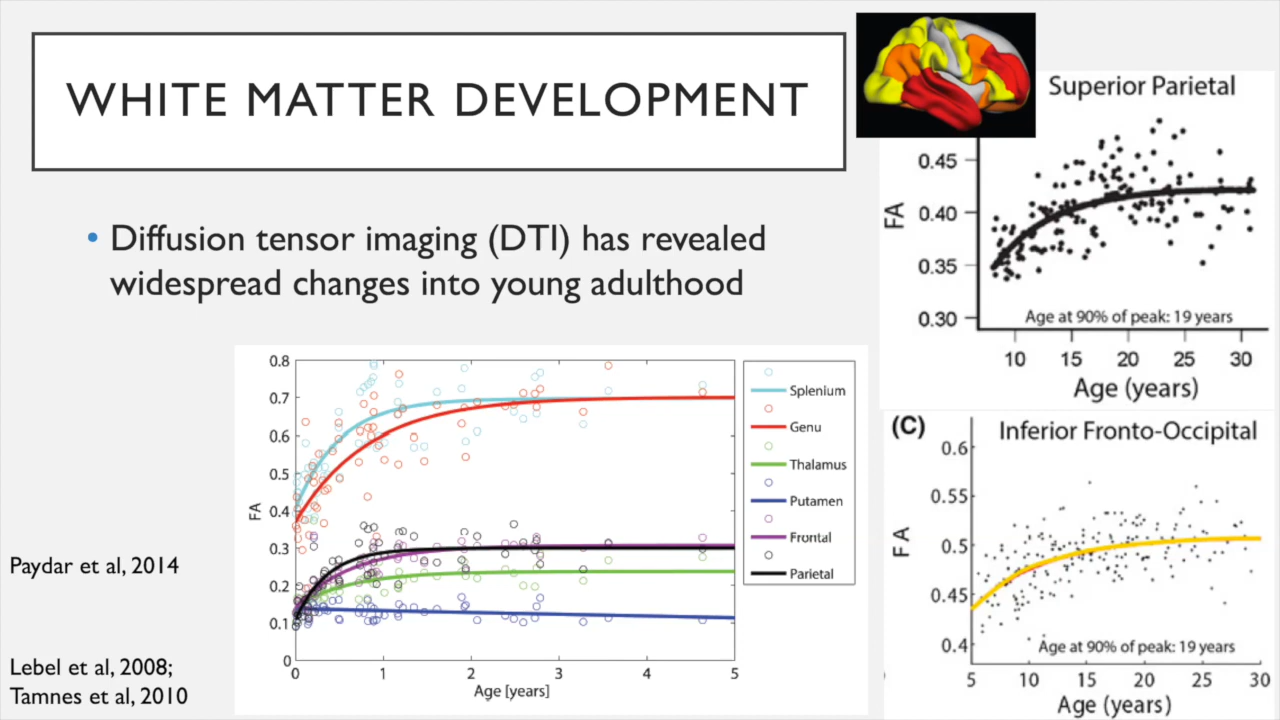 WHITE MATTER DEVELOPMENT
• Diffusion tensor imaging (DTI) has revealed
widespread changes into young adulthood
Paydar et al, 2014
Lebel et al, 2008;
Tamnes et al, 2010
0.8
0.7
0.6
0.5
0.4
0.3
0.2
0.1
0
FA
0 1 2 3 4 5
Age [years]
Splenium
Genu
Thalamus
Putamen
Frontal
Parietal
Superior Parietal
0.45
0.40
0.35
0.30
FA
Age at 90% of peak: 19 years
10 15 20 25 30
Age (years)
(C) Inferior Fronto-Occipital
0.6
0.55
0.5
0.45
0.4
F A
Age at 90% of peak: 19 years
5 10 15 20 25 30
Age (years)